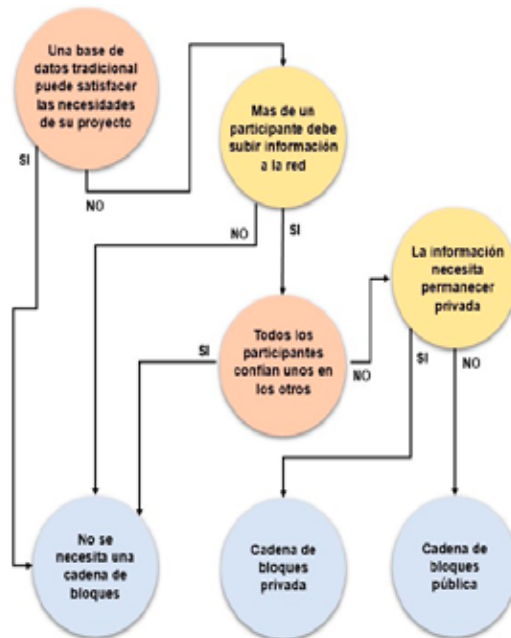 Una base de
datos tradicional
puede satisfacer
las necesidades
de su proyecto
SI
NO
Mas de un
participante debe
subir información
a la red
NO
SI
Todos los
participantes
confían unos en
los otros
SI
NO
La información
necesita
permanecer
privada
SI
NO
No se
necesita una
cadena de
bloques
Cadena de
bloques
privada
Cadena de
bloques
pública